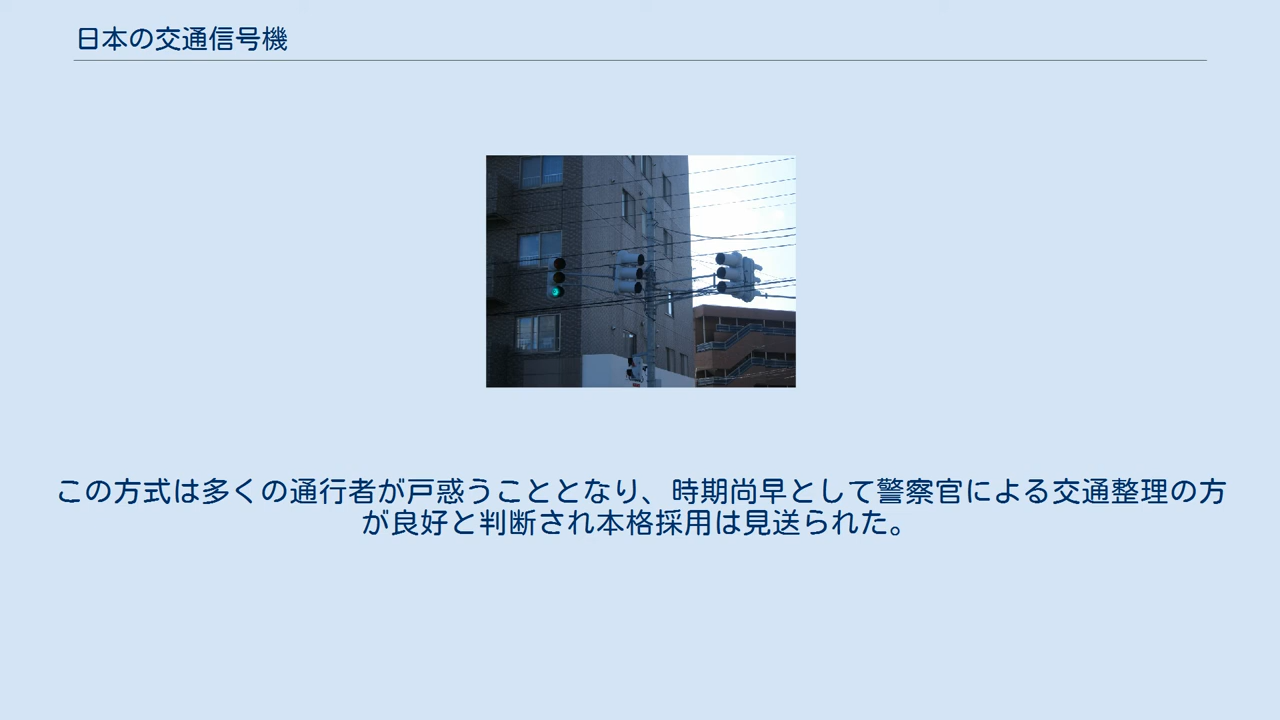 日本の交通信号機
この方式は多くの通行者が戸惑うこととなり、時期尚早として警察官による交通整理の方
が良好と判断され本格採用は見送られた。